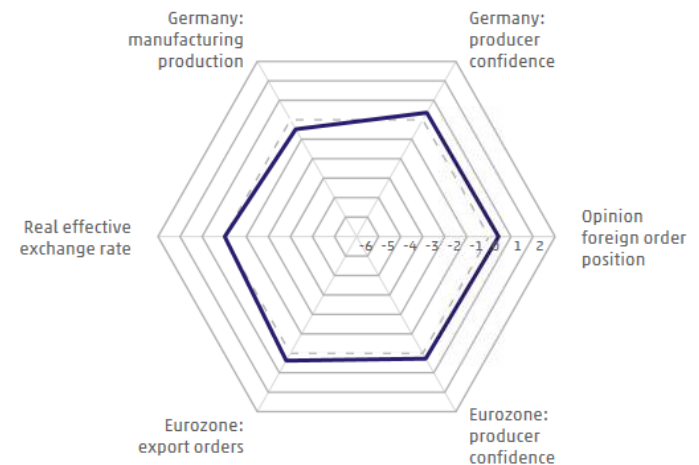 Germany:
manufacturing
production
Germany:
producer
confidence
Real effective
exchange rate
-6 -5 -4 -3 -2 -1 0 1 2
Opinion
foreign order
position
Eurozone:
export orders
Eurozone:
producer
confidence